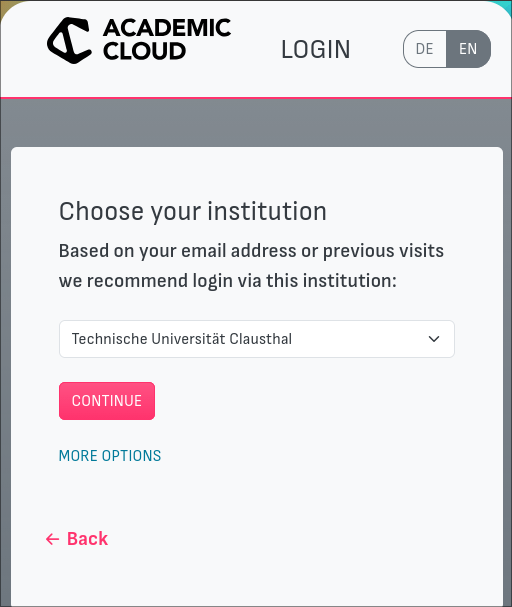 ACADEMIC
CLOUD
LOGIN
DE
EN
Choose your institution
Based on your email address or previous visits
we recommend login via this institution:
Technische Universität Clausthal
CONTINUE
MORE OPTIONS
← Back